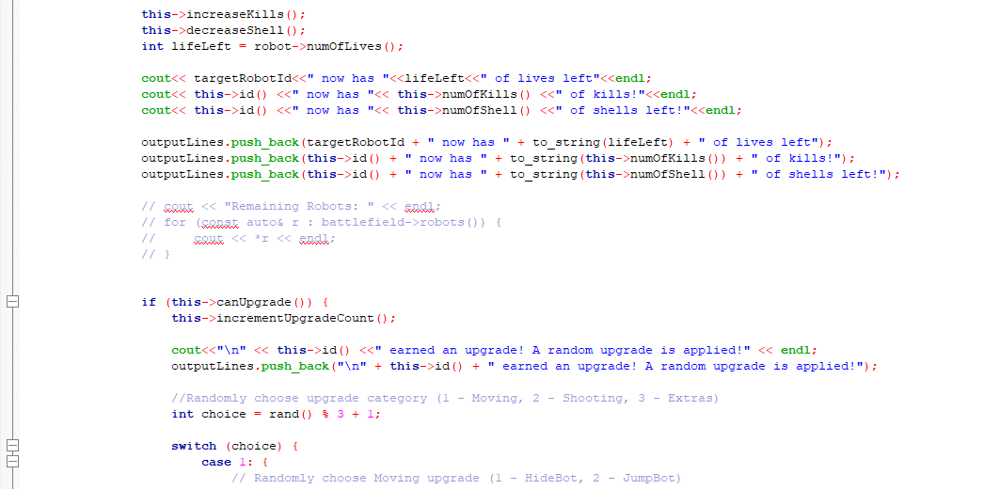 this->increaseKills();
this->decreaseShell();
int lifeLeft = robot->numOfLives();
cout<< targetRobotId<<" now has "<<lifeLeft<<" of lives left"<<endl;
cout<< this->id() <<" now has "<< this->numOfKills() <<" of kills!"<<endl;
cout<< this->id() <<" now has "<< this->numOfShell() <<" of shells left!"<<endl;
outputLines.push_back(targetRobotId + " now has " + to_string(lifeLeft) + " of lives left");
outputLines.push_back(this->id() + " now has " + to_string(this->numOfKills()) + " of kills!");
outputLines.push_back(this->id() + " now has " + to_string(this->numOfShell()) + " of shells left!");
// cout << "Remaining Robots: " << endl;
// for (const auto& r : battlefield->robots()) {
//     cout << *r << endl;
// }
if (this->canUpgrade()) {
this->incrementUpgradeCount();
cout<<"\n" << this->id() <<" earned an upgrade! A random upgrade is applied!" << endl;
outputLines.push_back("\n" + this->id() + " earned an upgrade! A random upgrade is applied!");
//Randomly choose upgrade category (1 - Moving, 2 - Shooting, 3 - Extras)
int choice = rand() % 3 + 1;
switch (choice) {
case 1: {
// Randomly choose Moving upgrade (1 - HideBot, 2 - JumpBot)